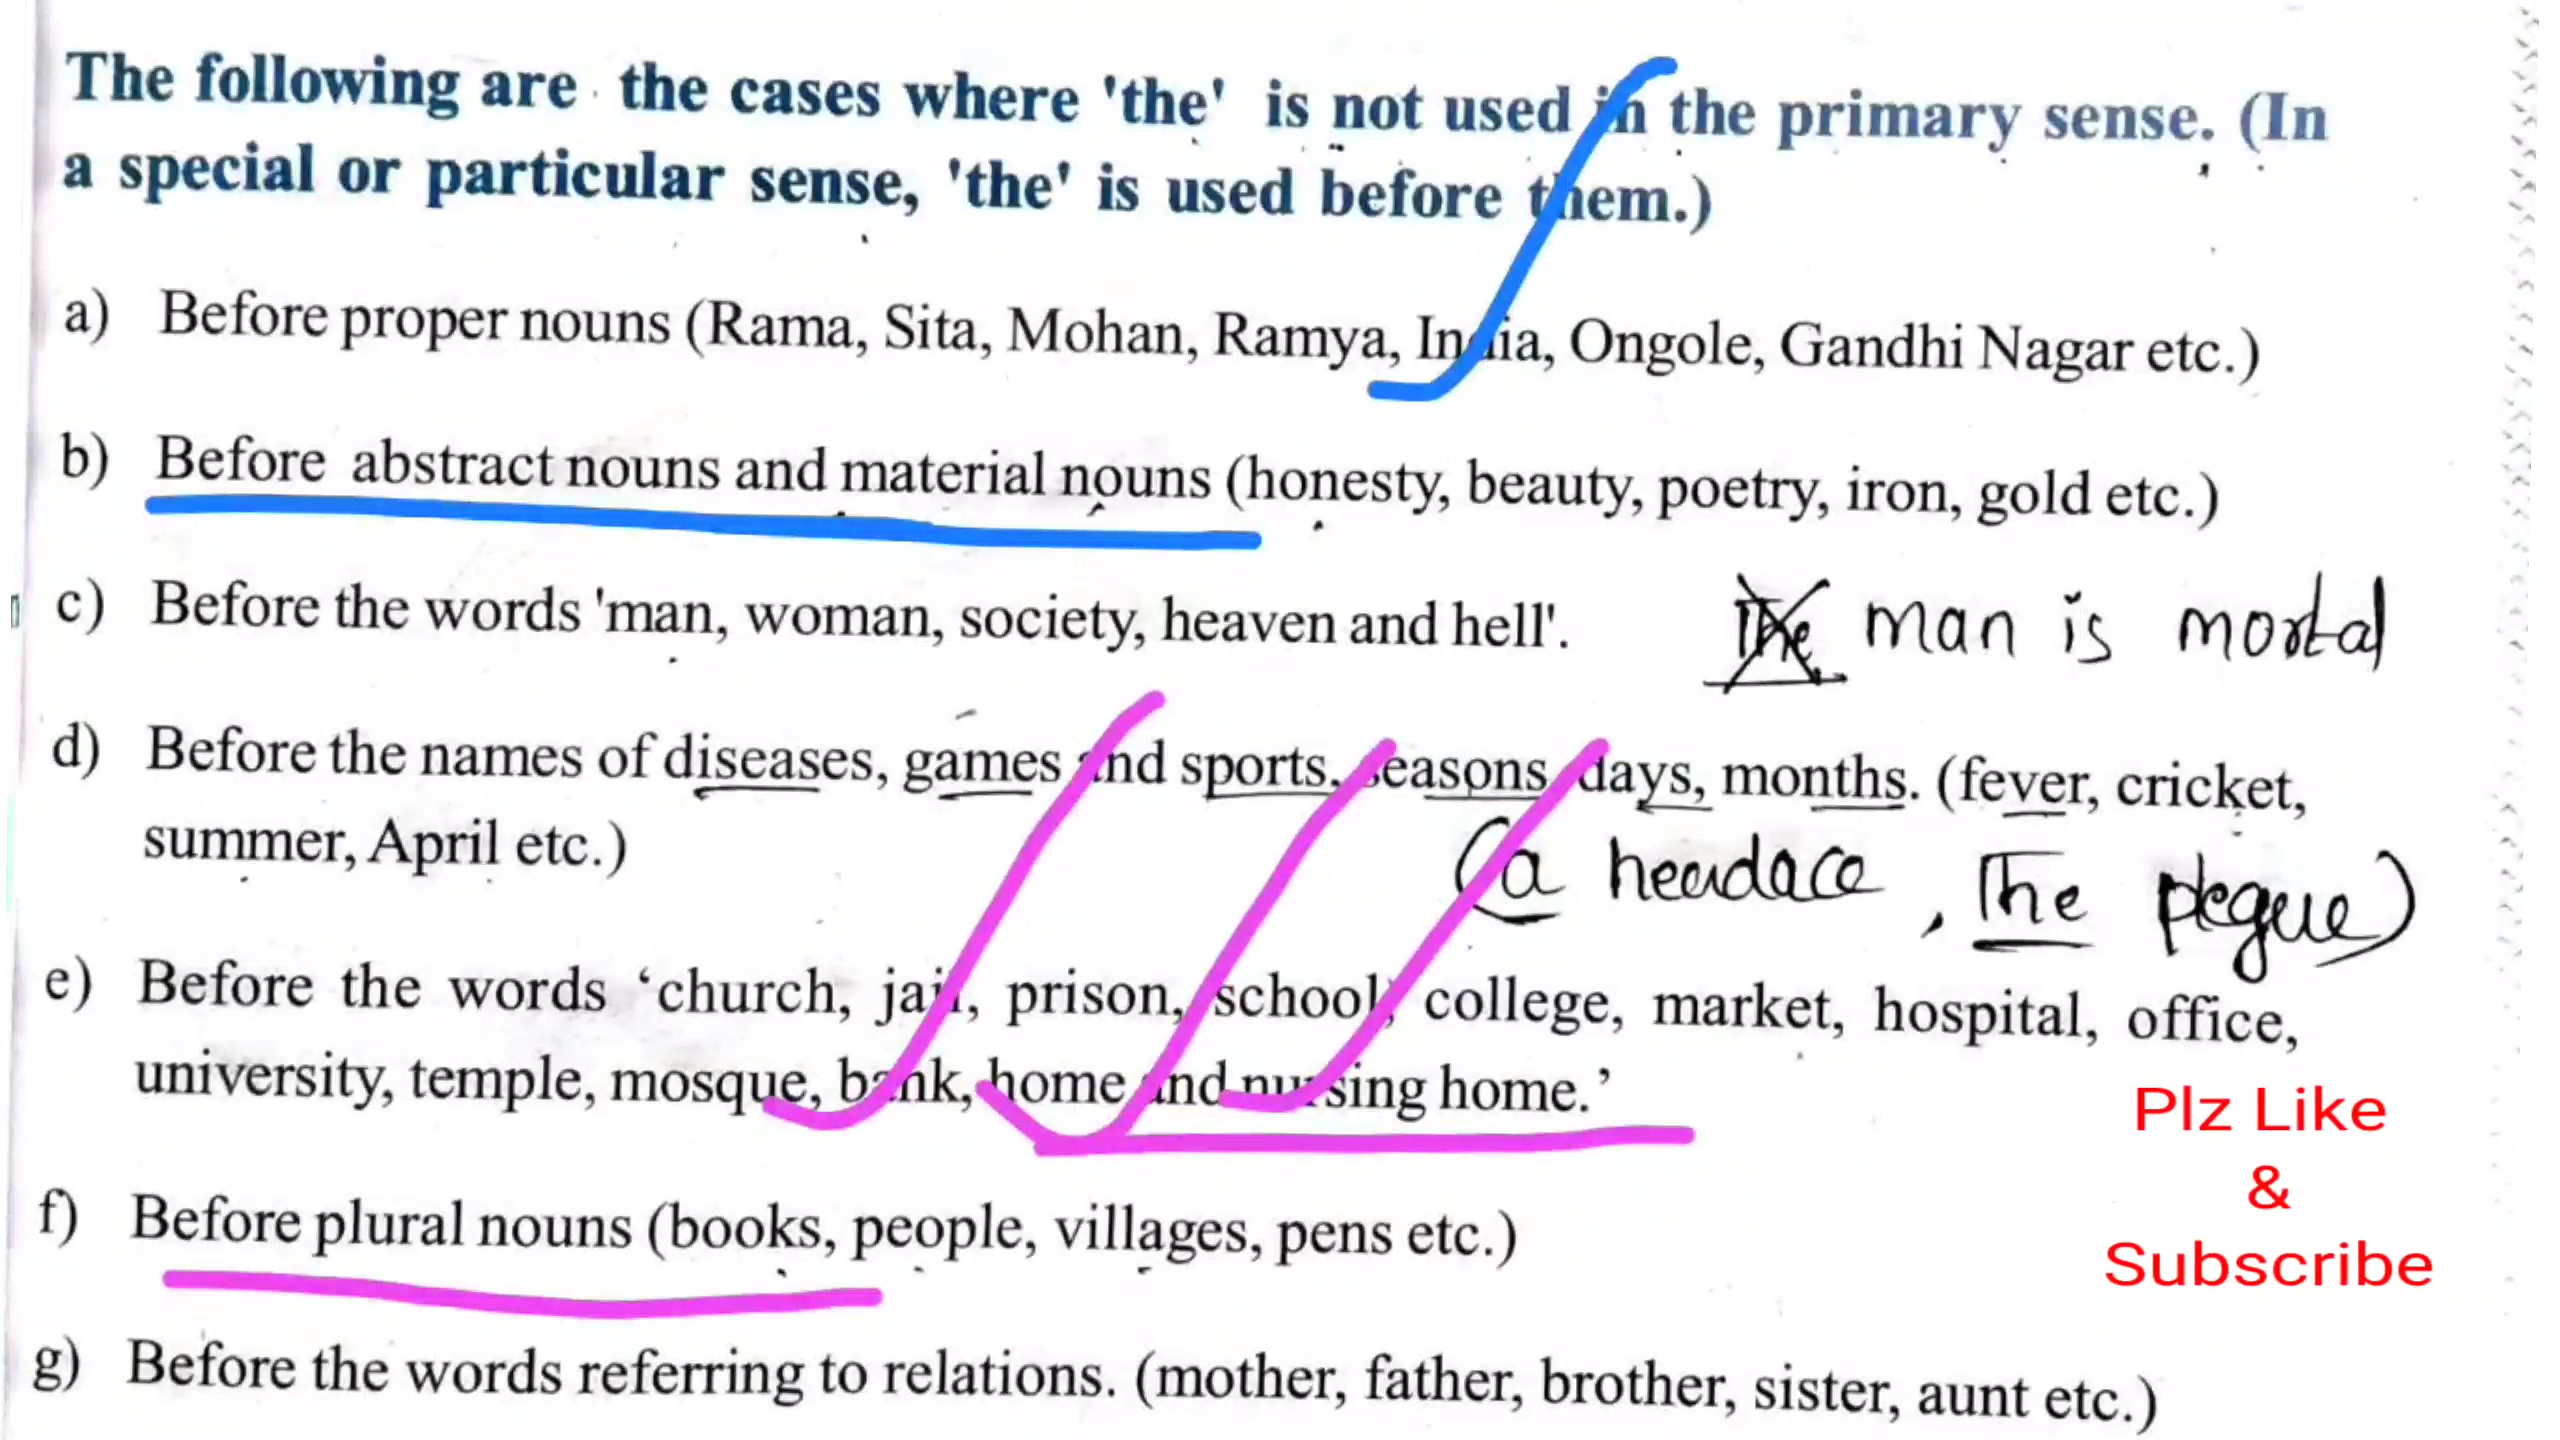 The following are the cases where 'the' is not used in the primary sense. (In
a special or particular sense, 'the' is used before them.)
a) Before proper nouns (Rama, Sita, Mohan, Ramya, India, Ongole, Gandhi Nagar etc.)
b) Before abstract nouns and material nouns (honesty, beauty, poetry, iron, gold etc.)
c) Before the words 'man, woman, society, heaven and hell'. The man is mortal
d) Before the names of diseases, games and sports, seasons, days, months. (fever, cricket,
summer, April etc.)
(a headace, The plegue)
e) Before the words ‘church, jail, prison, school, college, market, hospital, office,
university, temple, mosque, bank, home and nursing home.’
Plz Like
&
Subscribe
f) Before plural nouns (books, people, villages, pens etc.)
g) Before the words referring to relations. (mother, father, brother, sister, aunt etc.)